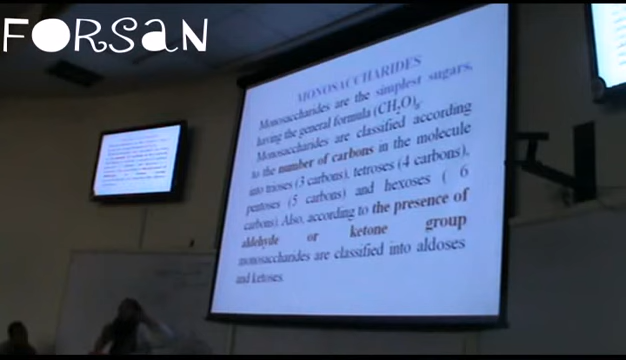 FORSAN
MONOSACCHARIDES
Monosaccharides are the simplest sugars,
having the general formula (CH2O)
Monosaccharides are classified according
to the number of carbons in the molecule
into trioses (3 carbons), tetroses (4 carbons),
pentoses (5 carbons) and hexoses ( 6
carbons). Also, according to the presence of
aldehyde or ketone group
monosaccharides are classified into aldoses
and ketoses.